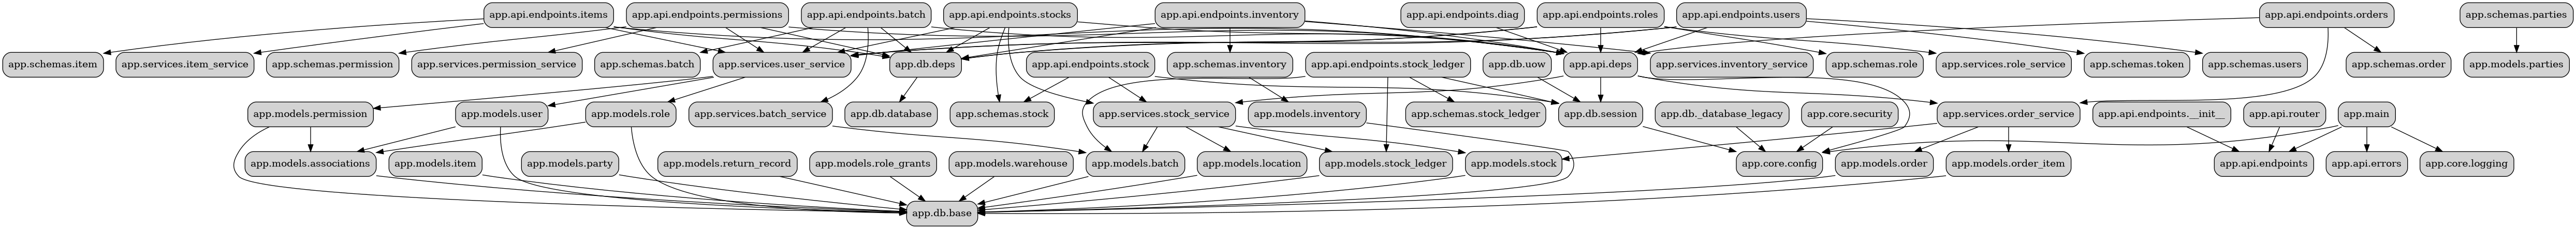 app.api.endpoints.items
app.api.endpoints.permissions
app.api.endpoints.batch
app.api.endpoints.stocks
app.api.endpoints.inventory
app.api.endpoints.diag
app.api.endpoints.roles
app.api.endpoints.users
app.api.endpoints.orders
app.schemas.parties
app.schemas.item
app.services.item_service
app.schemas.permission
app.services.permission_service
app.schemas.batch
app.services.user_service
app.db.deps
app.api.endpoints.stock
app.schemas.inventory
app.api.endpoints.stock_ledger
app.db.uow
app.api.deps
app.services.inventory_service
app.schemas.role
app.services.role_service
app.schemas.token
app.schemas.users
app.schemas.order
app.models.parties
app.models.permission
app.models.user
app.models.role
app.services.batch_service
app.db.database
app.schemas.stock
app.services.stock_service
app.models.inventory
app.schemas.stock_ledger
app.db.session
app.db._database_legacy
app.core.security
app.services.order_service
app.api.endpoints.__init__
app.api.router
app.main
app.models.associations
app.models.item
app.models.party
app.models.return_record
app.models.role_grants
app.models.warehouse
app.models.batch
app.models.location
app.models.stock_ledger
app.models.stock
app.core.config
app.models.order
app.models.order_item
app.api.endpoints
app.api.errors
app.core.logging
app.db.base